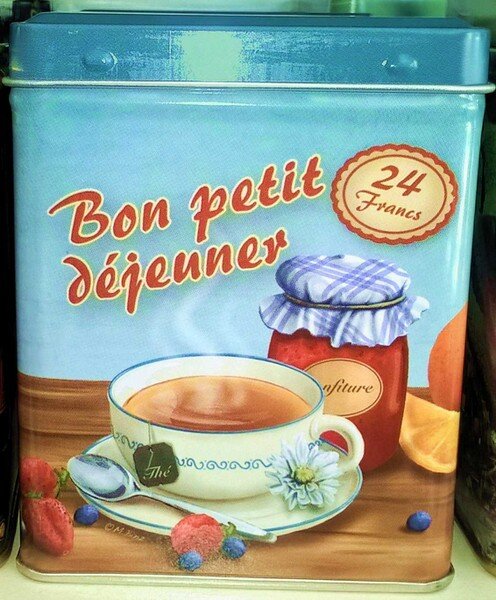 Bon petit
déjeuner
24
Francs
nfiture
Thé